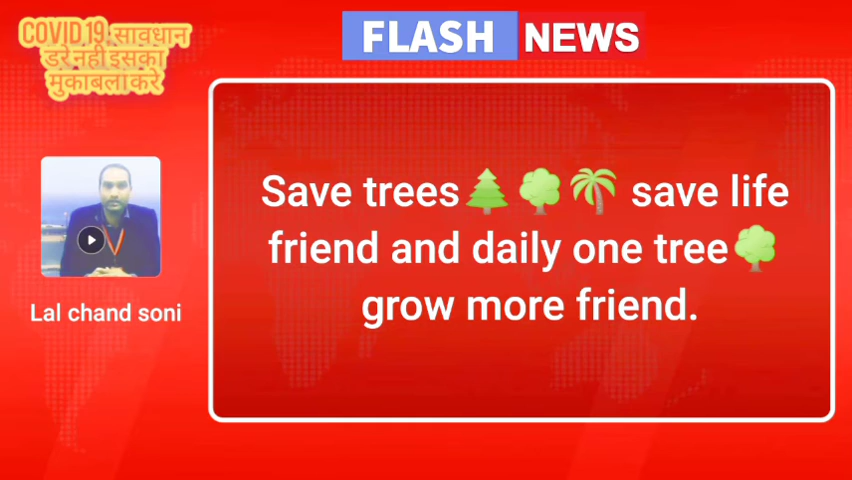 COVID 19 सावधान
डरे नही इसका
मुकाबला करे
FLASH NEWS
Lal chand soni
Save trees🌲🌳🌴 save life
friend and daily one tree🌳
grow more friend.